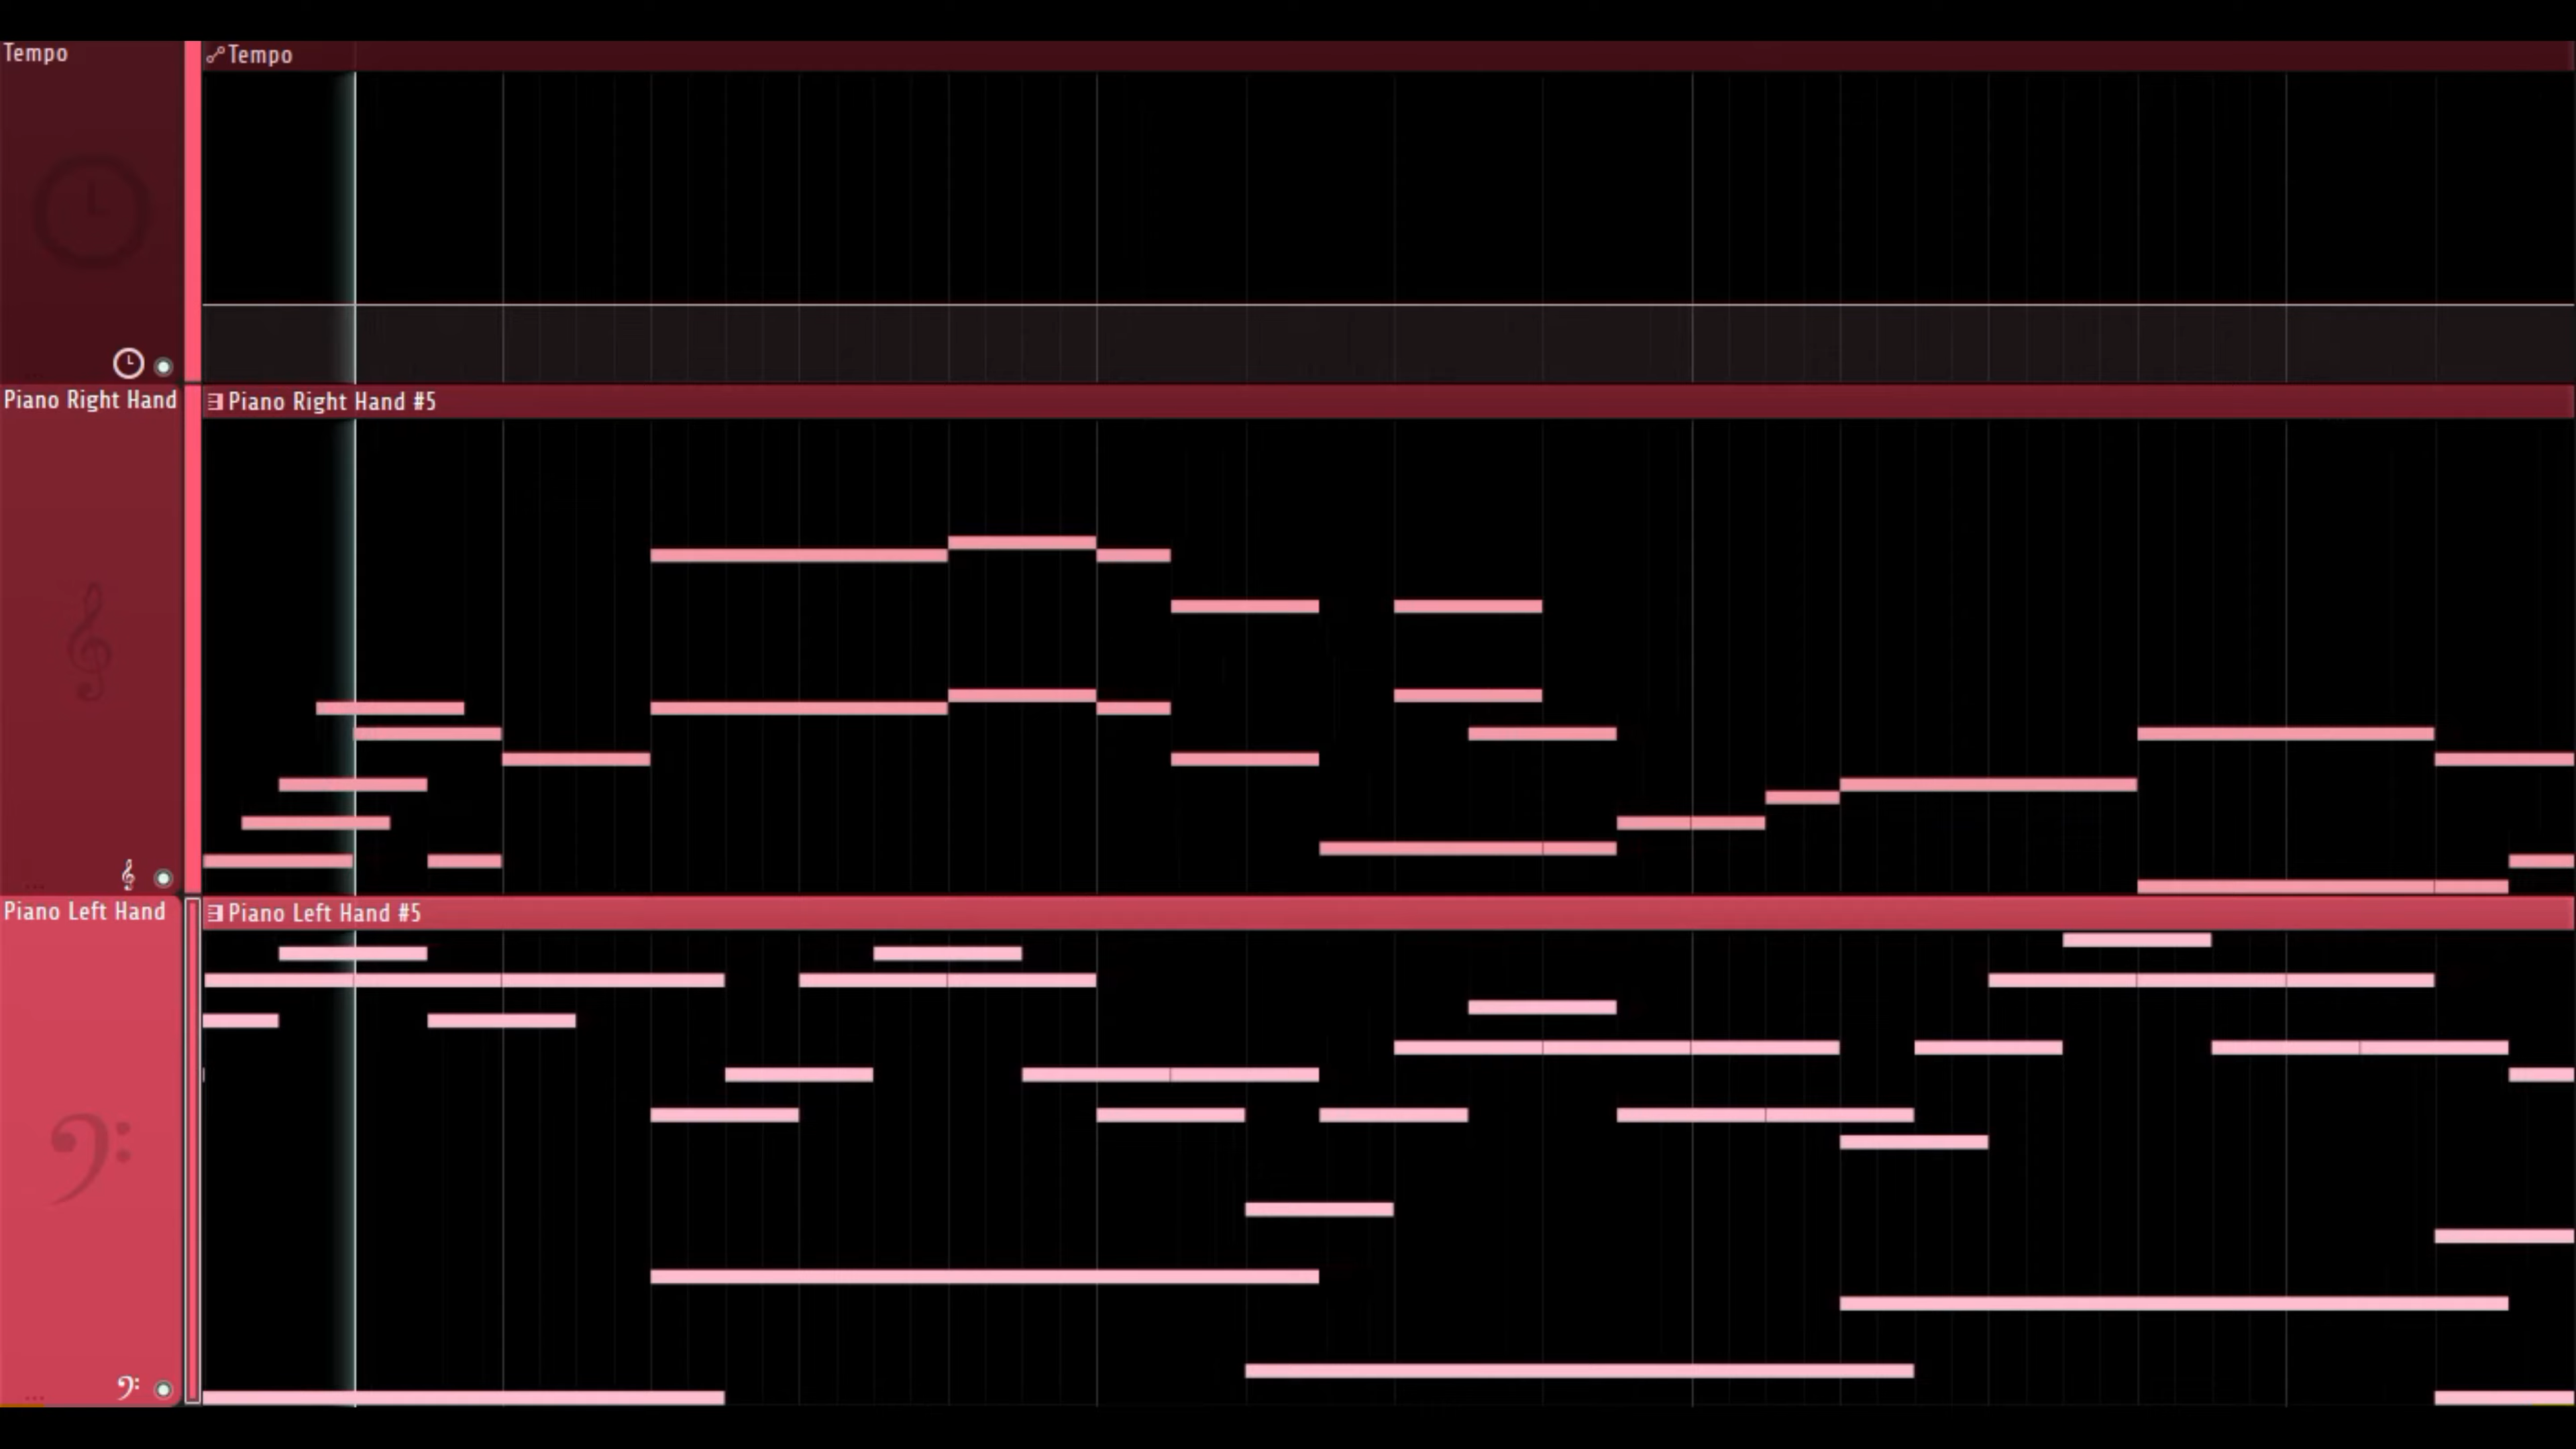 Tempo
Tempo
Piano Right Hand
Piano Right Hand #5
Piano Left Hand
Piano Left Hand #5